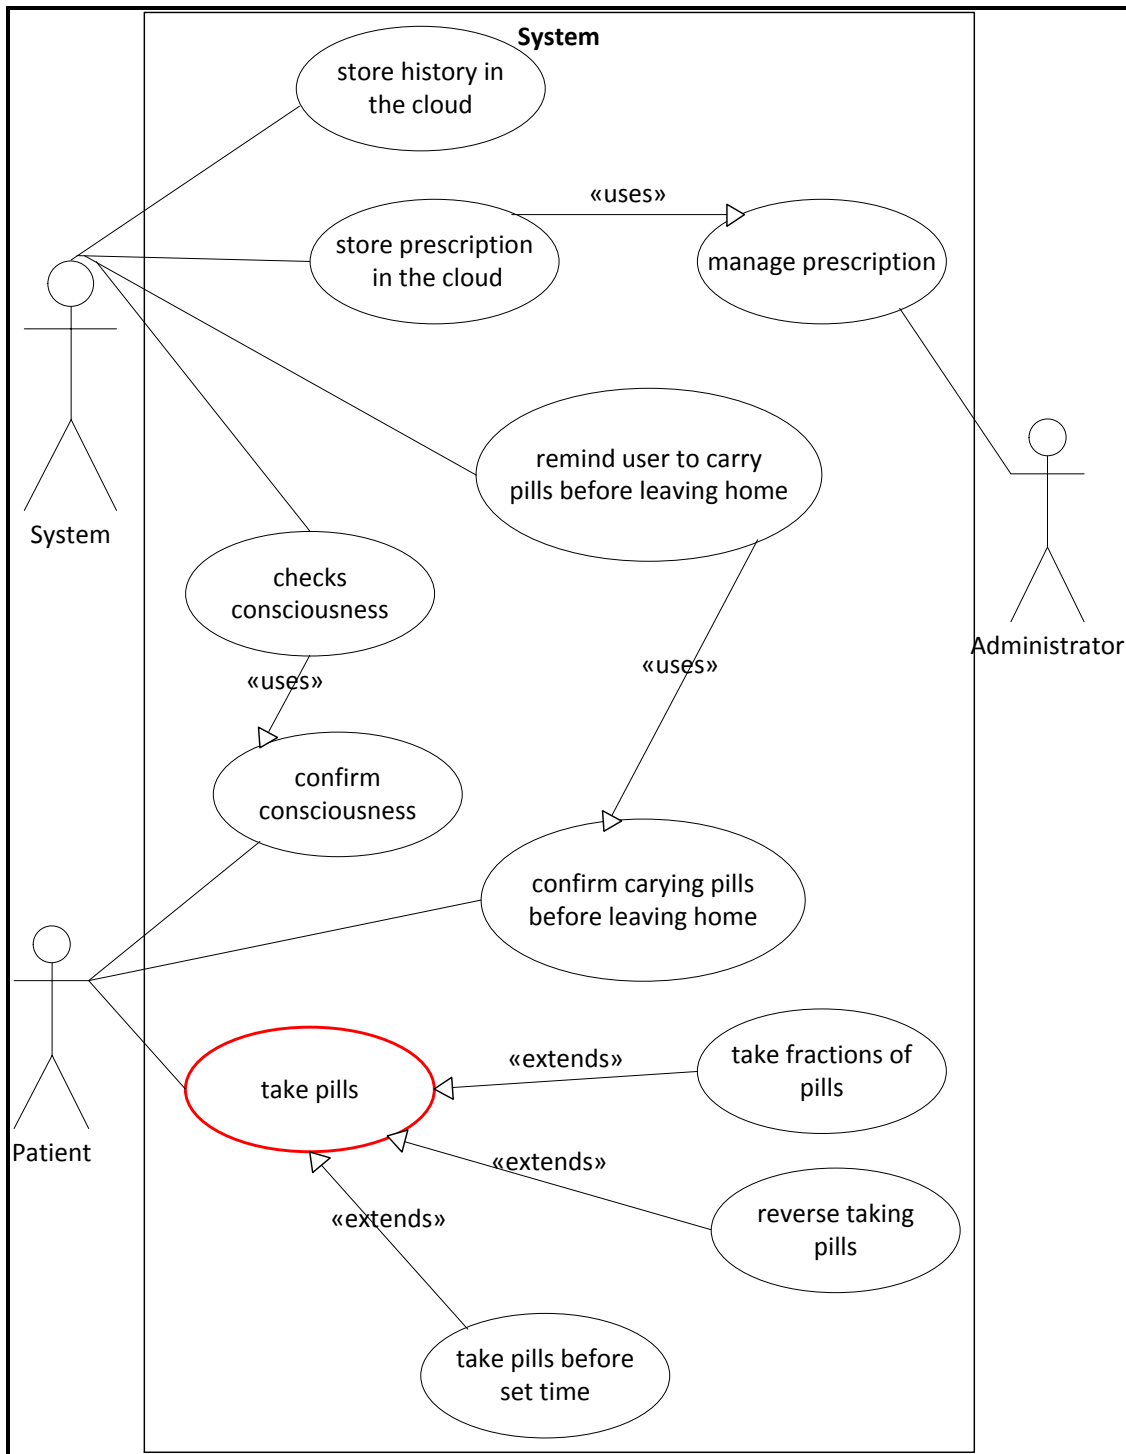 System
store history in
the cloud
«uses»
store prescription
in the cloud
manage prescription
remind user to carry
pills before leaving home
System
checks
consciousness
Administrator
«uses»
«uses»
confirm
consciousness
confirm carying pills
before leaving home
take pills
«extends»
take fractions of
pills
Patient
«extends»
reverse taking
pills
«extends»
take pills before
set time